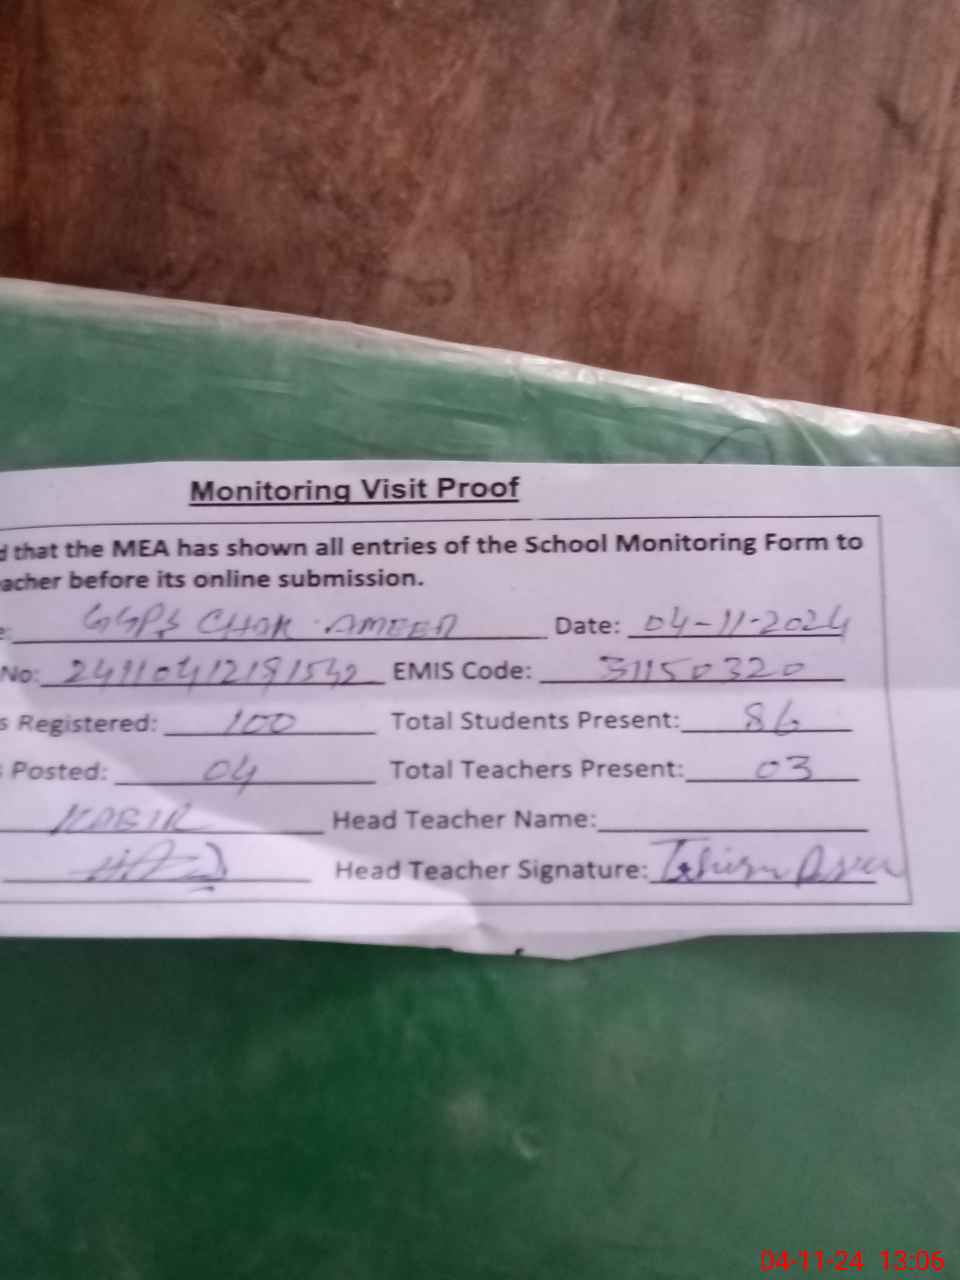 Monitoring Visit Proof
d that the MEA has shown all entries of the School Monitoring Form to
acher before its online submission.
e: GGPS CHAK AMEER Date: 04-11-2024
No: EMIS Code: 31150320
s Registered: 100 Total Students Present: 86
s Posted: 04 Total Teachers Present: 03
KABIR Head Teacher Name:
Head Teacher Signature:
04-11-24 13:06